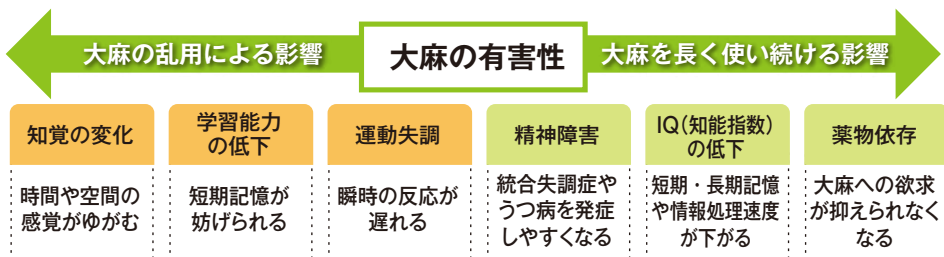 大麻の乱用による影響
大麻の有害性
大麻を長く使い続ける影響
知覚の変化
時間や空間の
感覚がゆがむ
学習能力
の低下
短期記憶が
妨げられる
運動失調
瞬時の反応が
遅れる
精神障害
統合失調症や
うつ病を発症
しやすくなる
IQ(知能指数)
の低下
短期・長期記憶
や情報処理速度
が下がる
薬物依存
大麻への欲求
が抑えられなく
なる